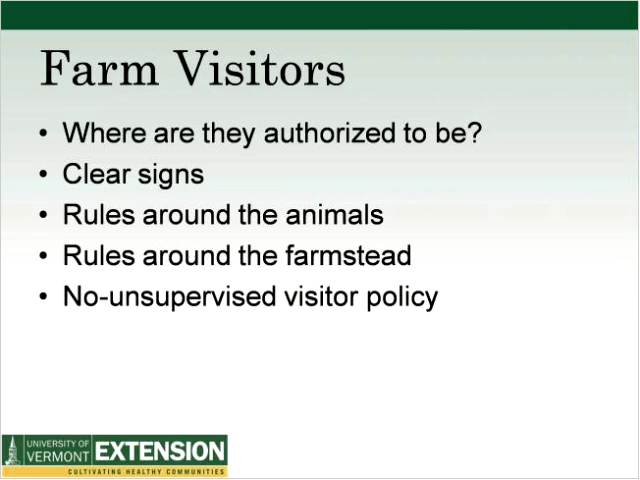 Farm Visitors
• Where are they authorized to be?
• Clear signs
• Rules around the animals
• Rules around the farmstead
• No-unsupervised visitor policy
UNIVERSITY OF
VERMONT EXTENSION
CULTIVATING HEALTHY COMMUNITIES